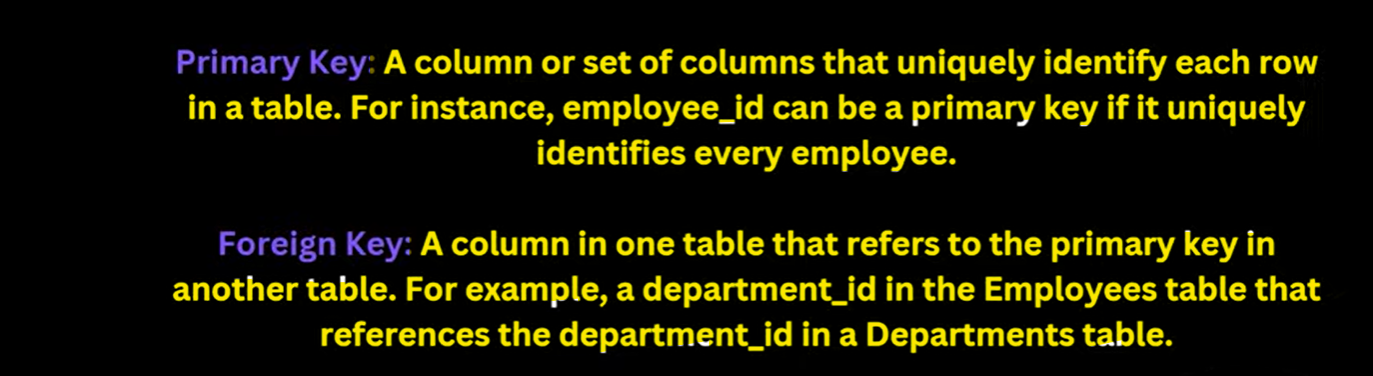 Primary Key: A column or set of columns that uniquely identify each row
in a table. For instance, employee_id can be a primary key if it uniquely
identifies every employee.
Foreign Key: A column in one table that refers to the primary key in
another table. For example, a department_id in the Employees table that
references the department_id in a Departments table.